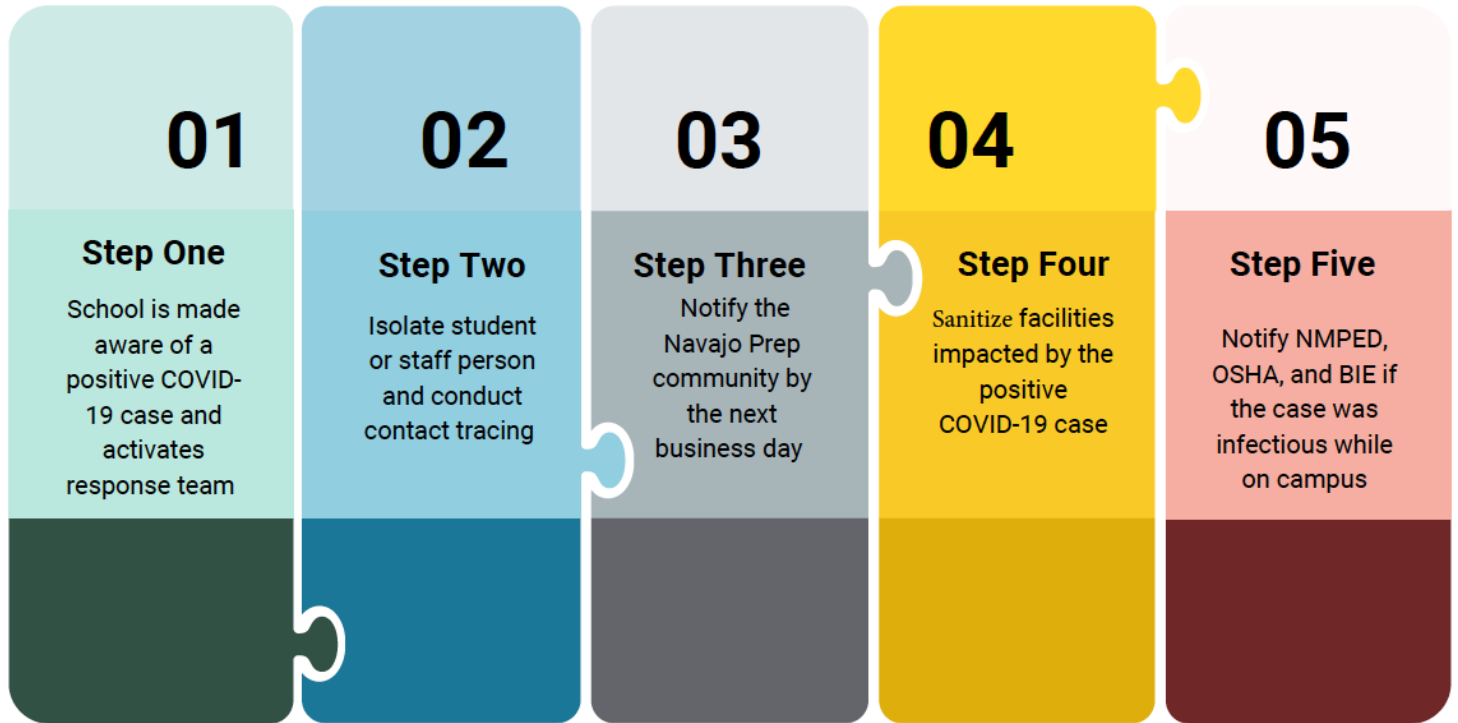 01
Step One
School is made
aware of a
positive COVID-
19 case and
activates
response team
02
Step Two
Isolate student
or staff person
and conduct
contact tracing
03
Step Three
Notify the
Navajo Prep
community by
the next
business day
04
Step Four
Sanitize facilities
impacted by the
positive
COVID-19 case
05
Step Five
Notify NMPED,
OSHA, and BIE if
the case was
infectious while
on campus